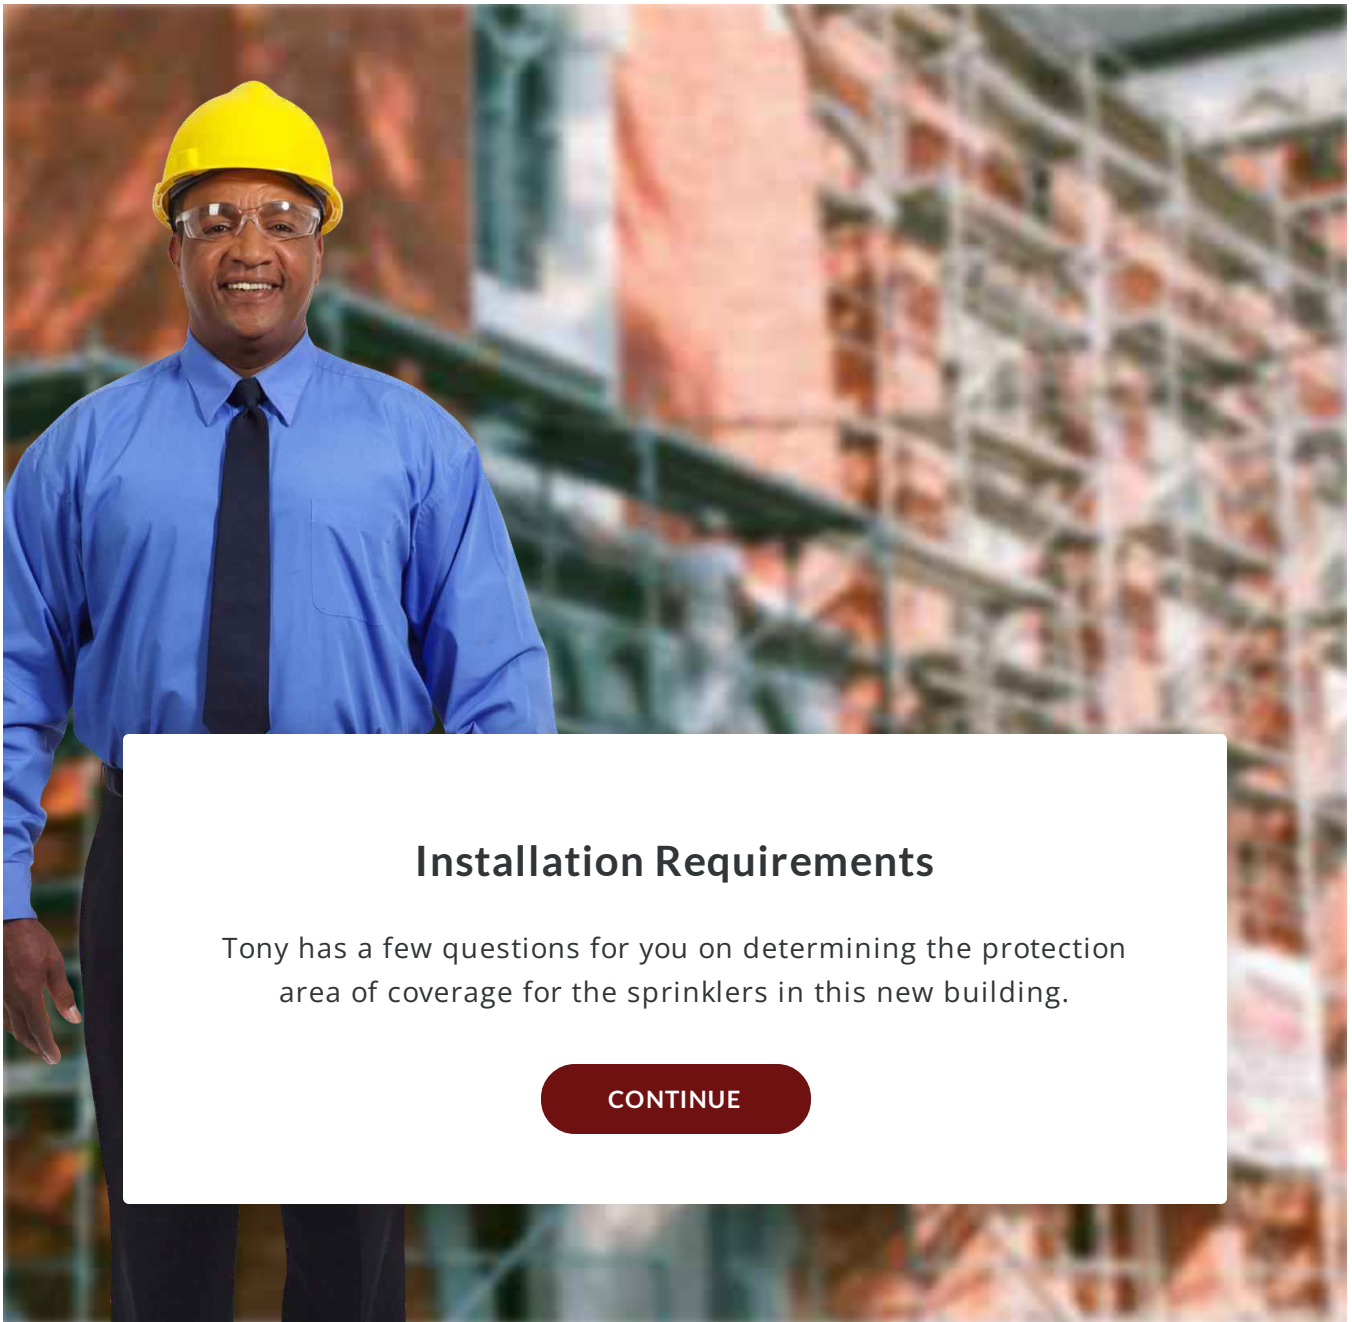 Installation Requirements
Tony has a few questions for you on determining the protection
area of coverage for the sprinklers in this new building.
CONTINUE